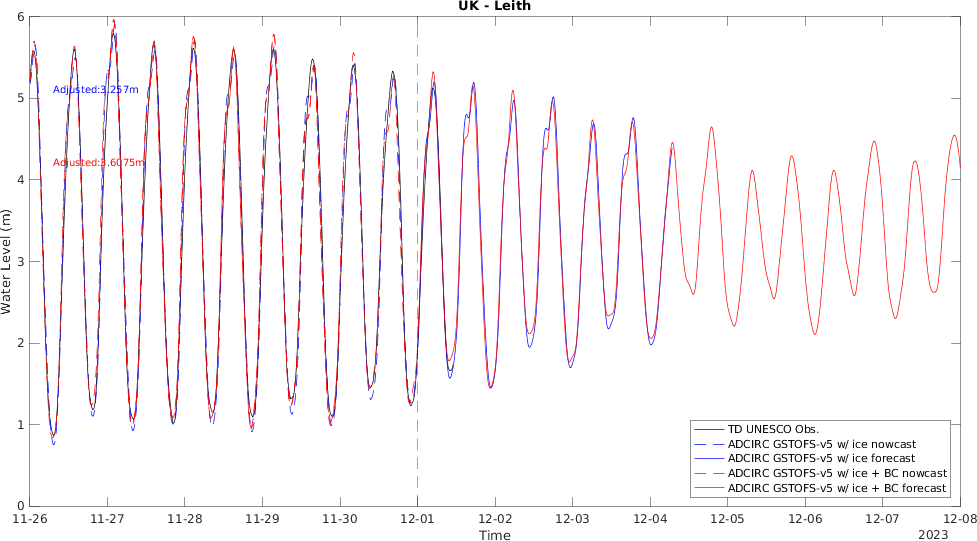 UK - Leith
6
5
4
3
2
1
0
Water Level (m)
Adjusted:3.257m
Adjusted:3.6075m
TD UNESCO Obs.
ADCIRC GSTOFS-v5 w/ ice nowcast
ADCIRC GSTOFS-v5 w/ ice forecast
ADCIRC GSTOFS-v5 w/ ice + BC nowcast
ADCIRC GSTOFS-v5 w/ ice + BC forecast
11-26 11-27 11-28 11-29 11-30 12-01 12-02 12-03 12-04 12-05 12-06 12-07 12-08
Time
2023